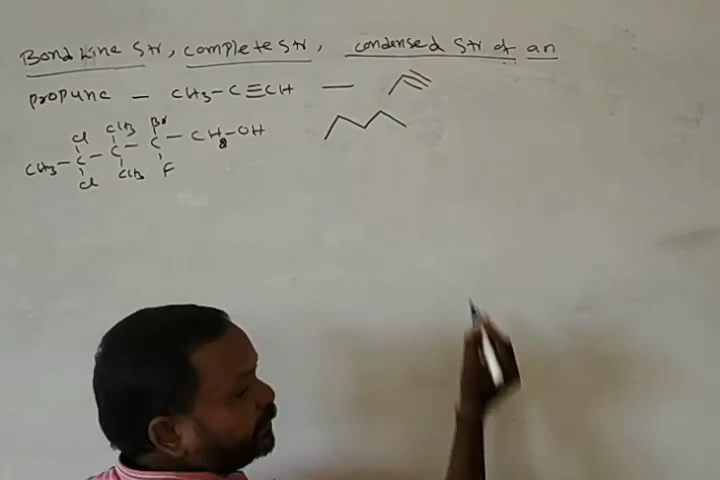 Bond Line Str, complete str, condensed Str of an
propyne — CH3-C≡CH —
Cl CH3 Br
CH3-C-C-C-CH2-OH
Cl CH3 F